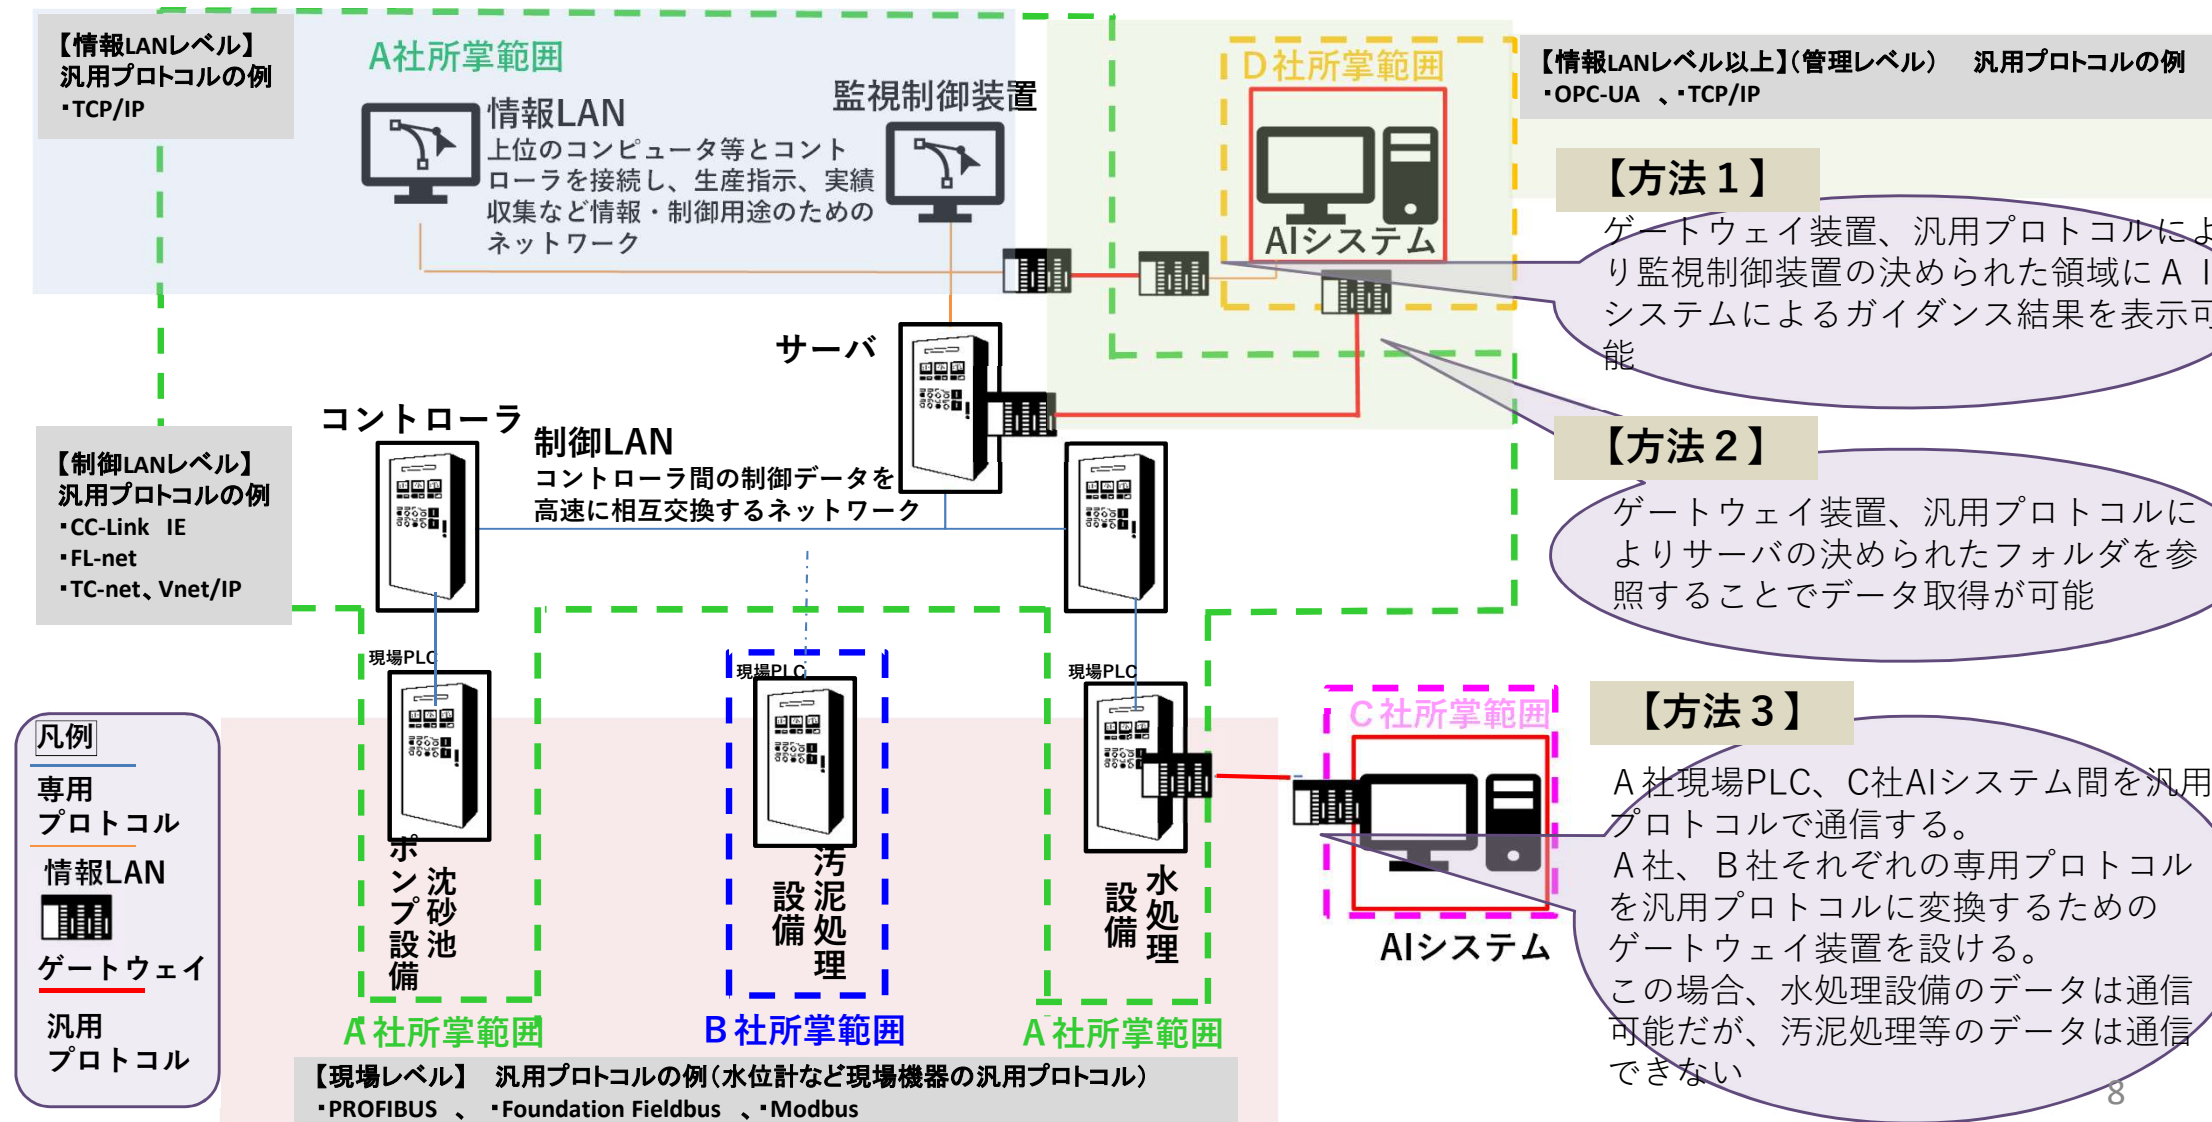 【情報LANレベル】
汎用プロトコルの例
・TCP/IP
A社所掌範囲
情報LAN
上位のコンピュータ等とコント
ローラを接続し、生産指示、実績
収集など情報・制御用途のための
ネットワーク
監視制御装置
D社所掌範囲
AIシステム
【情報LANレベル以上】（管理レベル）　汎用プロトコルの例
・OPC-UA　、・TCP/IP
【方法１】
ゲートウェイ装置、汎用プロトコルによ
り監視制御装置の決められた領域にＡＩ
システムによるガイダンス結果を表示可
能
サーバ
コントローラ
制御LAN
コントローラ間の制御データを
高速に相互交換するネットワーク
【制御LANレベル】
汎用プロトコルの例
・CC-Link　IE
・FL-net
・TC-net、Vnet/IP
【方法２】
ゲートウェイ装置、汎用プロトコルに
よりサーバの決められたフォルダを参
照することでデータ取得が可能
現場PLC
現場PLC
現場PLC
沈砂池
ポンプ設備
汚泥処理
設備
水処理
設備
A社所掌範囲
B社所掌範囲
A社所掌範囲
C社所掌範囲
AIシステム
【方法３】
Ａ社現場PLC、C社AIシステム間を汎用
プロトコルで通信する。
Ａ社、Ｂ社それぞれの専用プロトコル
を汎用プロトコルに変換するための
ゲートウェイ装置を設ける。
この場合、水処理設備のデータは通信
可能だが、汚泥処理等のデータは通信
できない
凡例
専用
プロトコル
情報LAN
ゲートウェイ
汎用
プロトコル
【現場レベル】　汎用プロトコルの例（水位計など現場機器の汎用プロトコル）
・PROFIBUS　、　・Foundation Fieldbus　、・Modbus
8